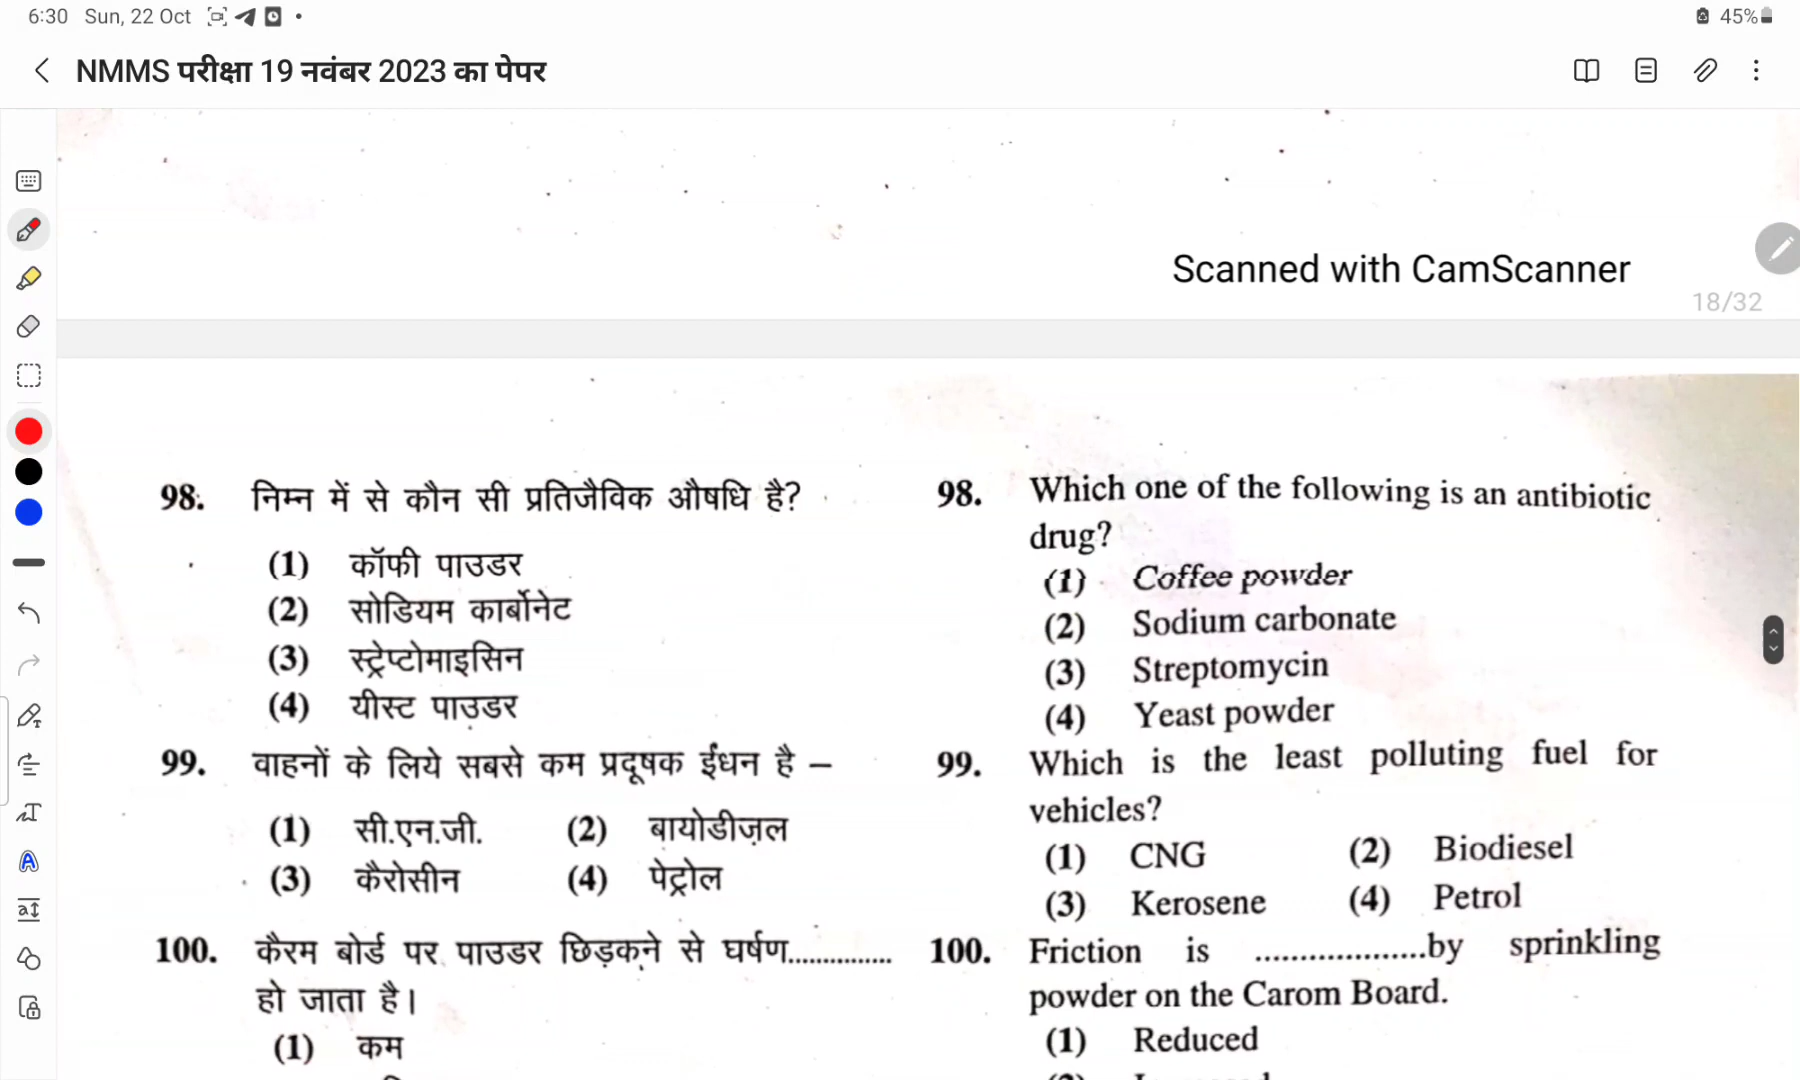 6:30 Sun, 22 Oct
45%
NMMS परीक्षा 19 नवंबर 2023 का पेपर
Scanned with CamScanner
18/32
98. निम्न में से कौन सी प्रतिजैविक औषधि है?
(1) कॉफी पाउडर
(2) सोडियम कार्बोनेट
(3) स्ट्रेप्टोमाइसिन
(4) यीस्ट पाउडर
99. वाहनों के लिये सबसे कम प्रदूषक ईंधन है –
(1) सी.एन.जी. (2) बायोडीज़ल
(3) कैरोसीन (4) पेट्रोल
100. कैरम बोर्ड पर पाउडर छिड़कने से घर्षण...............
हो जाता है।
(1) कम
98. Which one of the following is an antibiotic
drug?
(1) Coffee powder
(2) Sodium carbonate
(3) Streptomycin
(4) Yeast powder
99. Which is the least polluting fuel for
vehicles?
(1) CNG (2) Biodiesel
(3) Kerosene (4) Petrol
100. Friction is ....................by sprinkling
powder on the Carom Board.
(1) Reduced